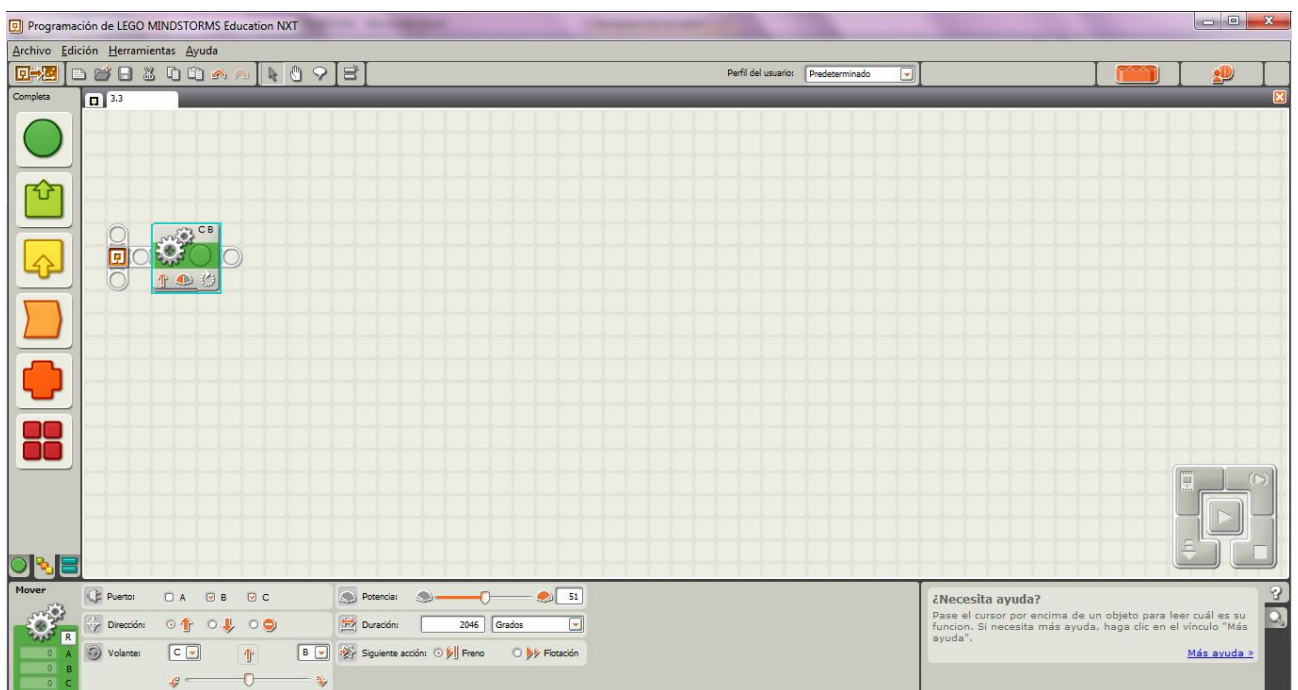 Programación de LEGO MINDSTORMS Education NXT
Archivo Edición Herramientas Ayuda
Perfil del usuario: Predeterminado
Completa
3.3
C B
Mover
R
0 A
0 B
0 C
Puerto: A B C
Dirección:
Volante: C B
Potencia: 51
Duración: 2046 Grados
Siguiente acción: Freno Flotación
¿Necesita ayuda?
Pase el cursor por encima de un objeto para leer cuál es su
funcion. Si necesita más ayuda, haga clic en el vínculo "Más
ayuda".
Más ayuda »
?